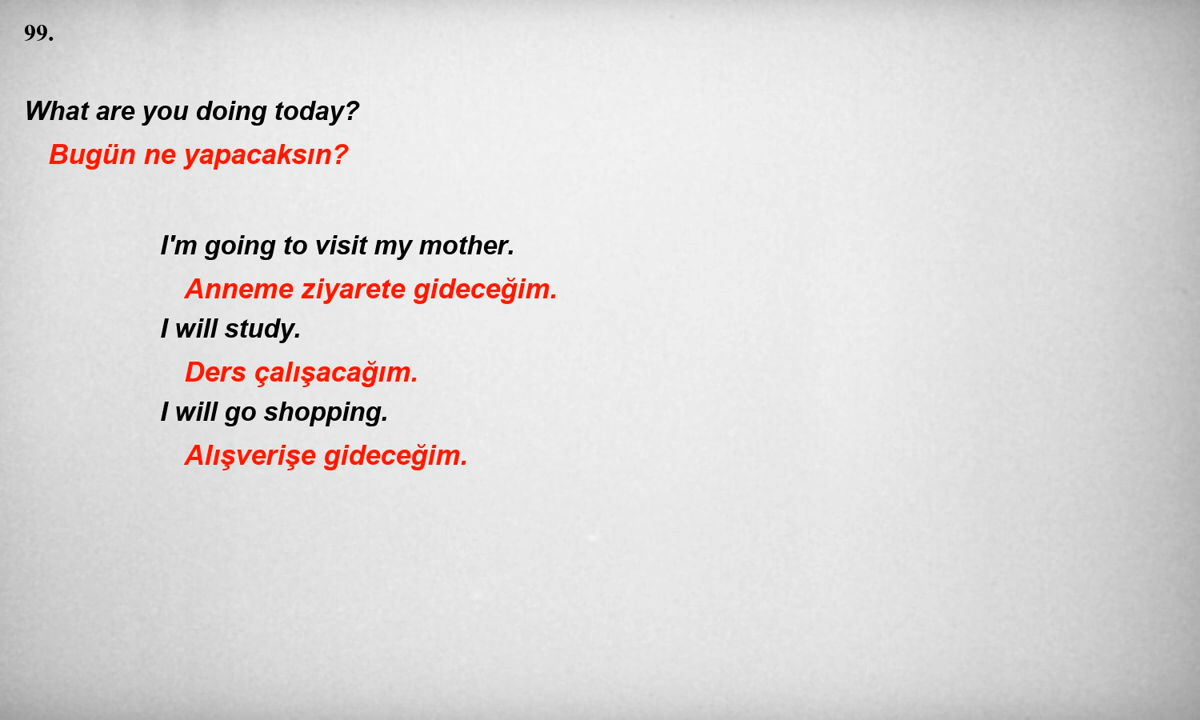 99.
What are you doing today?
Bugün ne yapacaksın?
I'm going to visit my mother.
Anneme ziyarete gideceğim.
I will study.
Ders çalışacağım.
I will go shopping.
Alışverişe gideceğim.